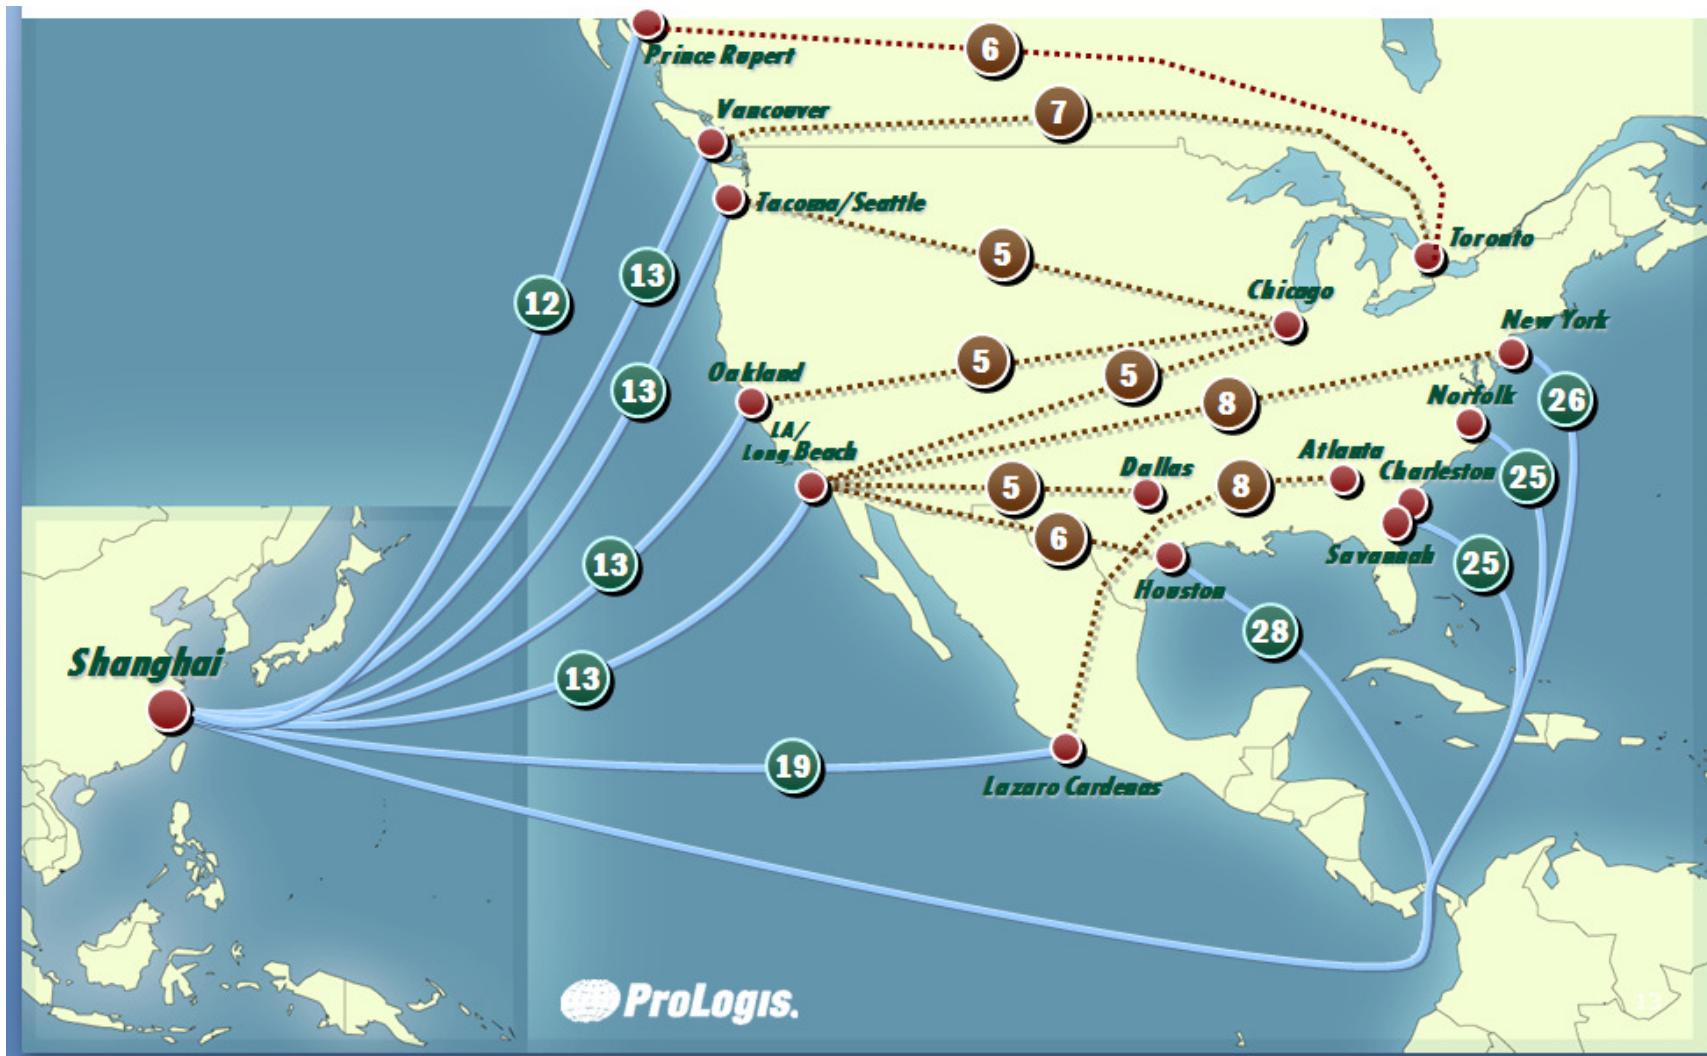 Prince Rupert
6
Vancouver
7
Tacoma/Seattle
5
Toronto
12
13
Chicago
New York
13
Oakland
5
5
8
Norfolk
26
LA/
Long Beach
5
Dallas
8
Atlanta
Charleston
25
6
Savannah
25
13
Houston
28
Shanghai
13
19
Lazaro Cardenas
PROLOGIS.
13